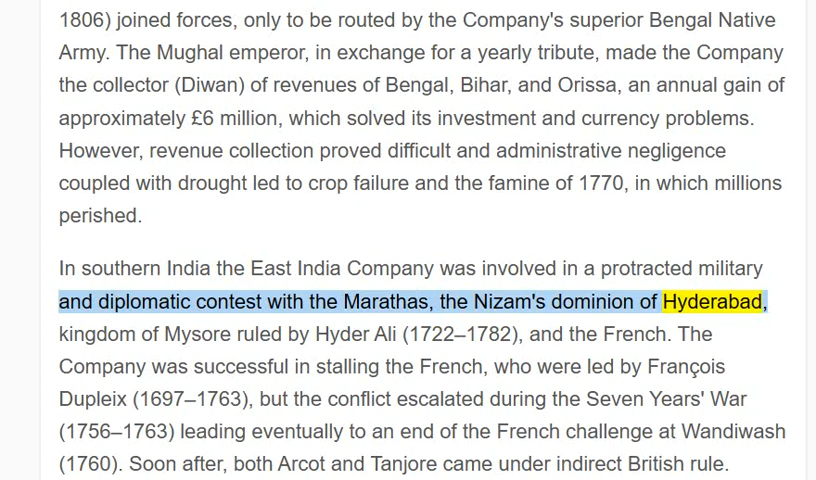 1806) joined forces, only to be routed by the Company's superior Bengal Native
Army. The Mughal emperor, in exchange for a yearly tribute, made the Company
the collector (Diwan) of revenues of Bengal, Bihar, and Orissa, an annual gain of
approximately £6 million, which solved its investment and currency problems.
However, revenue collection proved difficult and administrative negligence
coupled with drought led to crop failure and the famine of 1770, in which millions
perished.
In southern India the East India Company was involved in a protracted military
and diplomatic contest with the Marathas, the Nizam's dominion of Hyderabad,
kingdom of Mysore ruled by Hyder Ali (1722–1782), and the French. The
Company was successful in stalling the French, who were led by François
Dupleix (1697–1763), but the conflict escalated during the Seven Years' War
(1756–1763) leading eventually to an end of the French challenge at Wandiwash
(1760). Soon after, both Arcot and Tanjore came under indirect British rule.